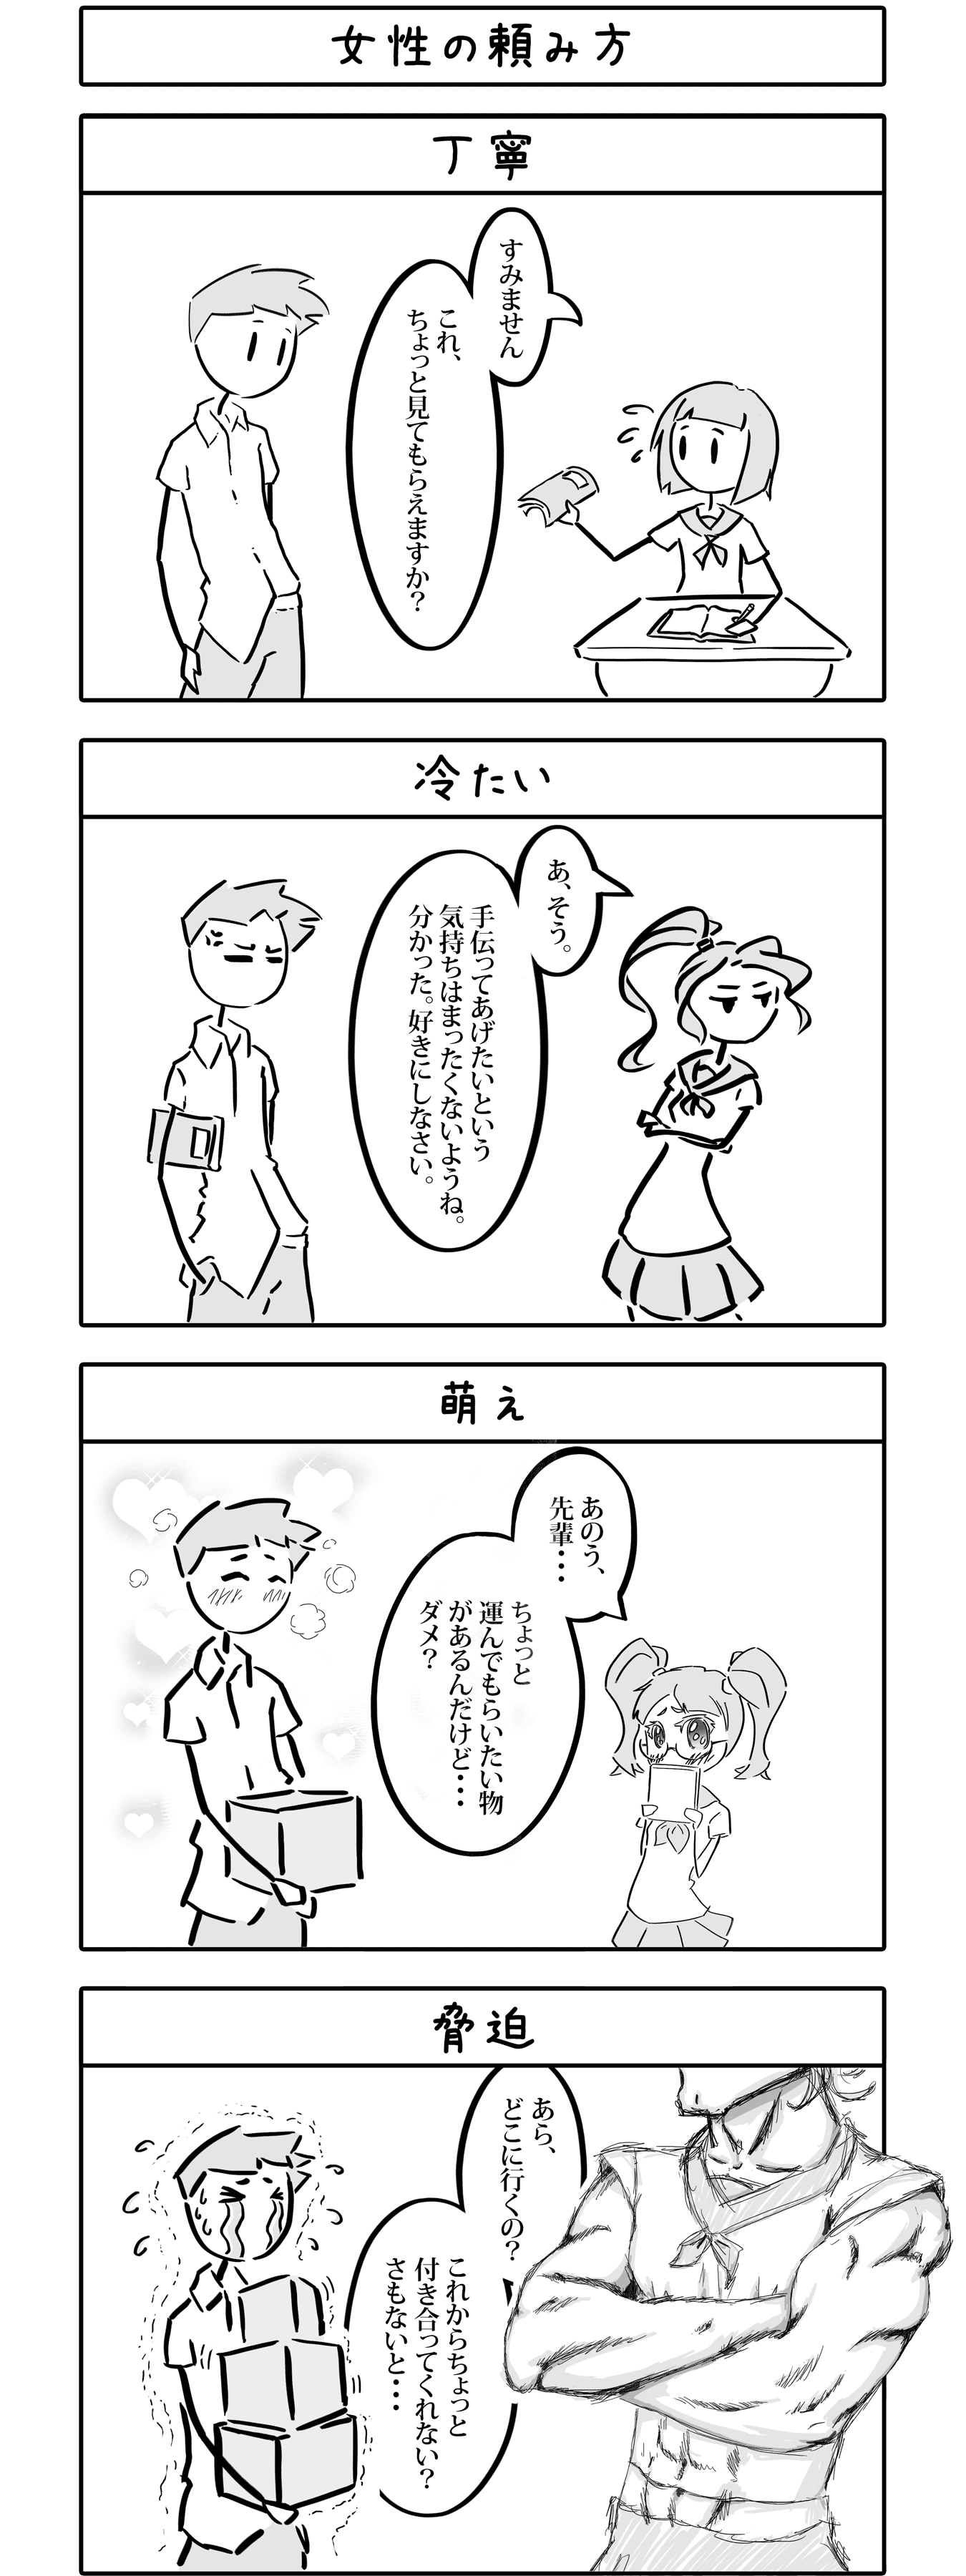 女性の頼み方
丁寧
すみません
これ、
ちょっと見てもらえますか？
冷たい
あ、そう。
手伝ってあげたいという
気持ちはまったくないようね。
分かった。好きにしなさい。
萌え
あのう、
先輩・・・
ちょっと
運んでもらいたい物
があるんだけど・・・
ダメ？
脅迫
あら、
どこに行くの？
これからちょっと
付き合ってくれない？
さもないと・・・